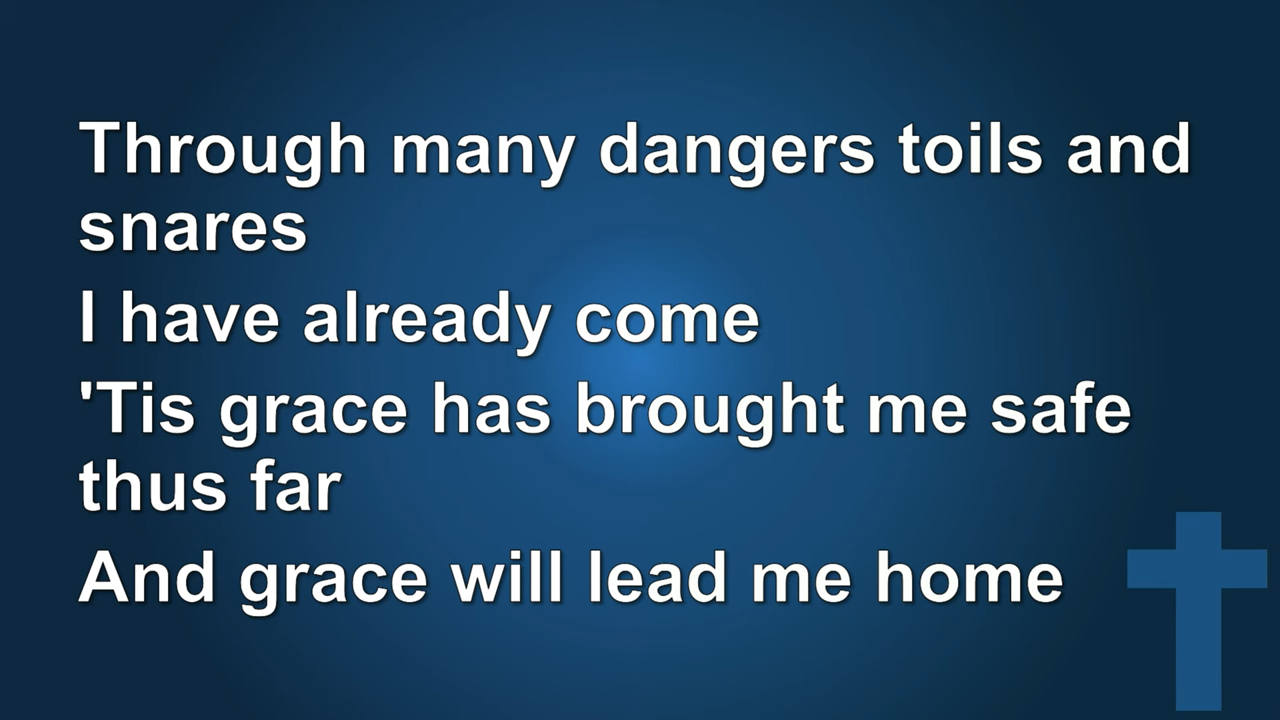 Through many dangers toils and
snares
I have already come
'Tis grace has brought me safe
thus far
And grace will lead me home